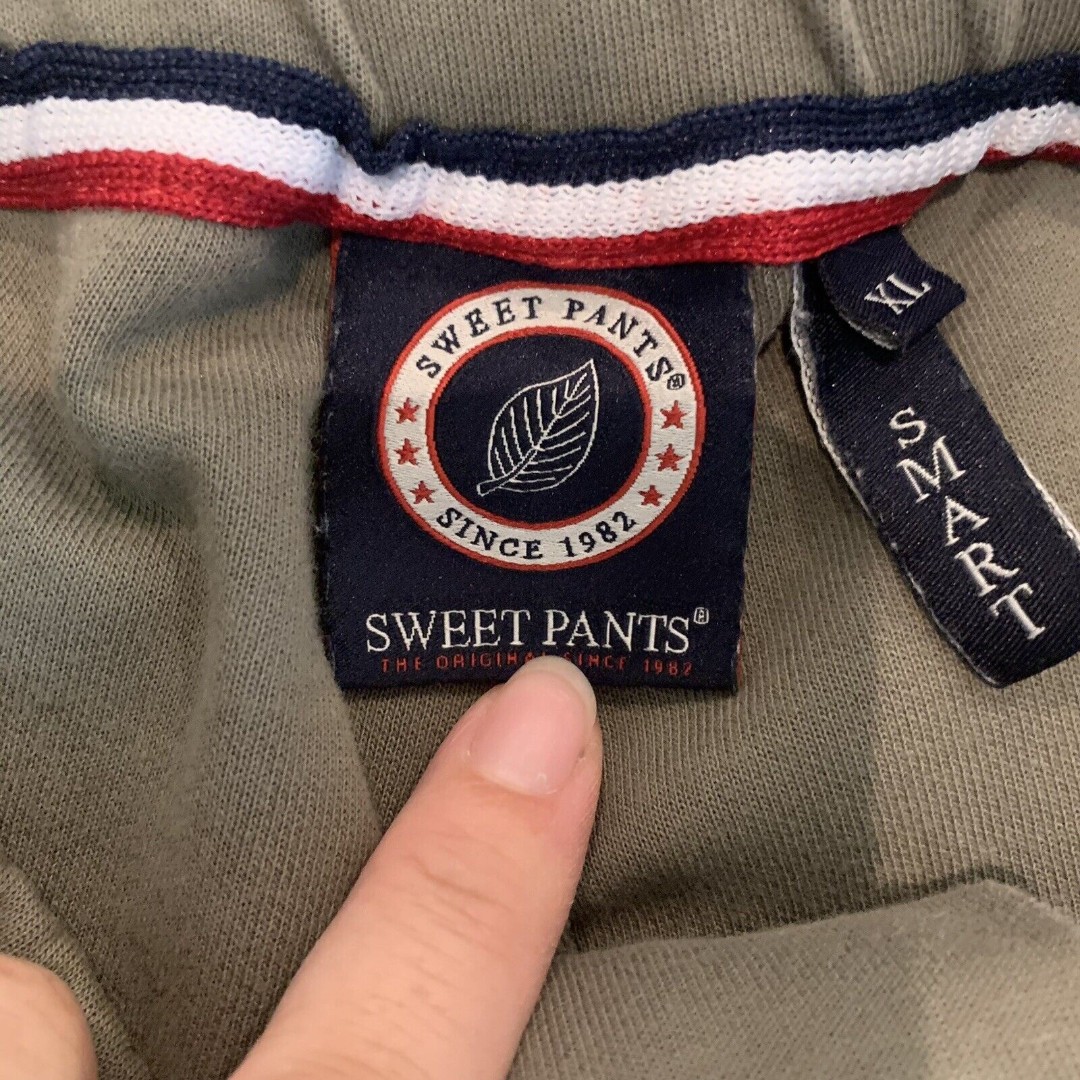 SWEET PANTS®
SINCE 1982
SWEET PANTS®
THE ORIGINAL SINCE 1982
XL
SMART